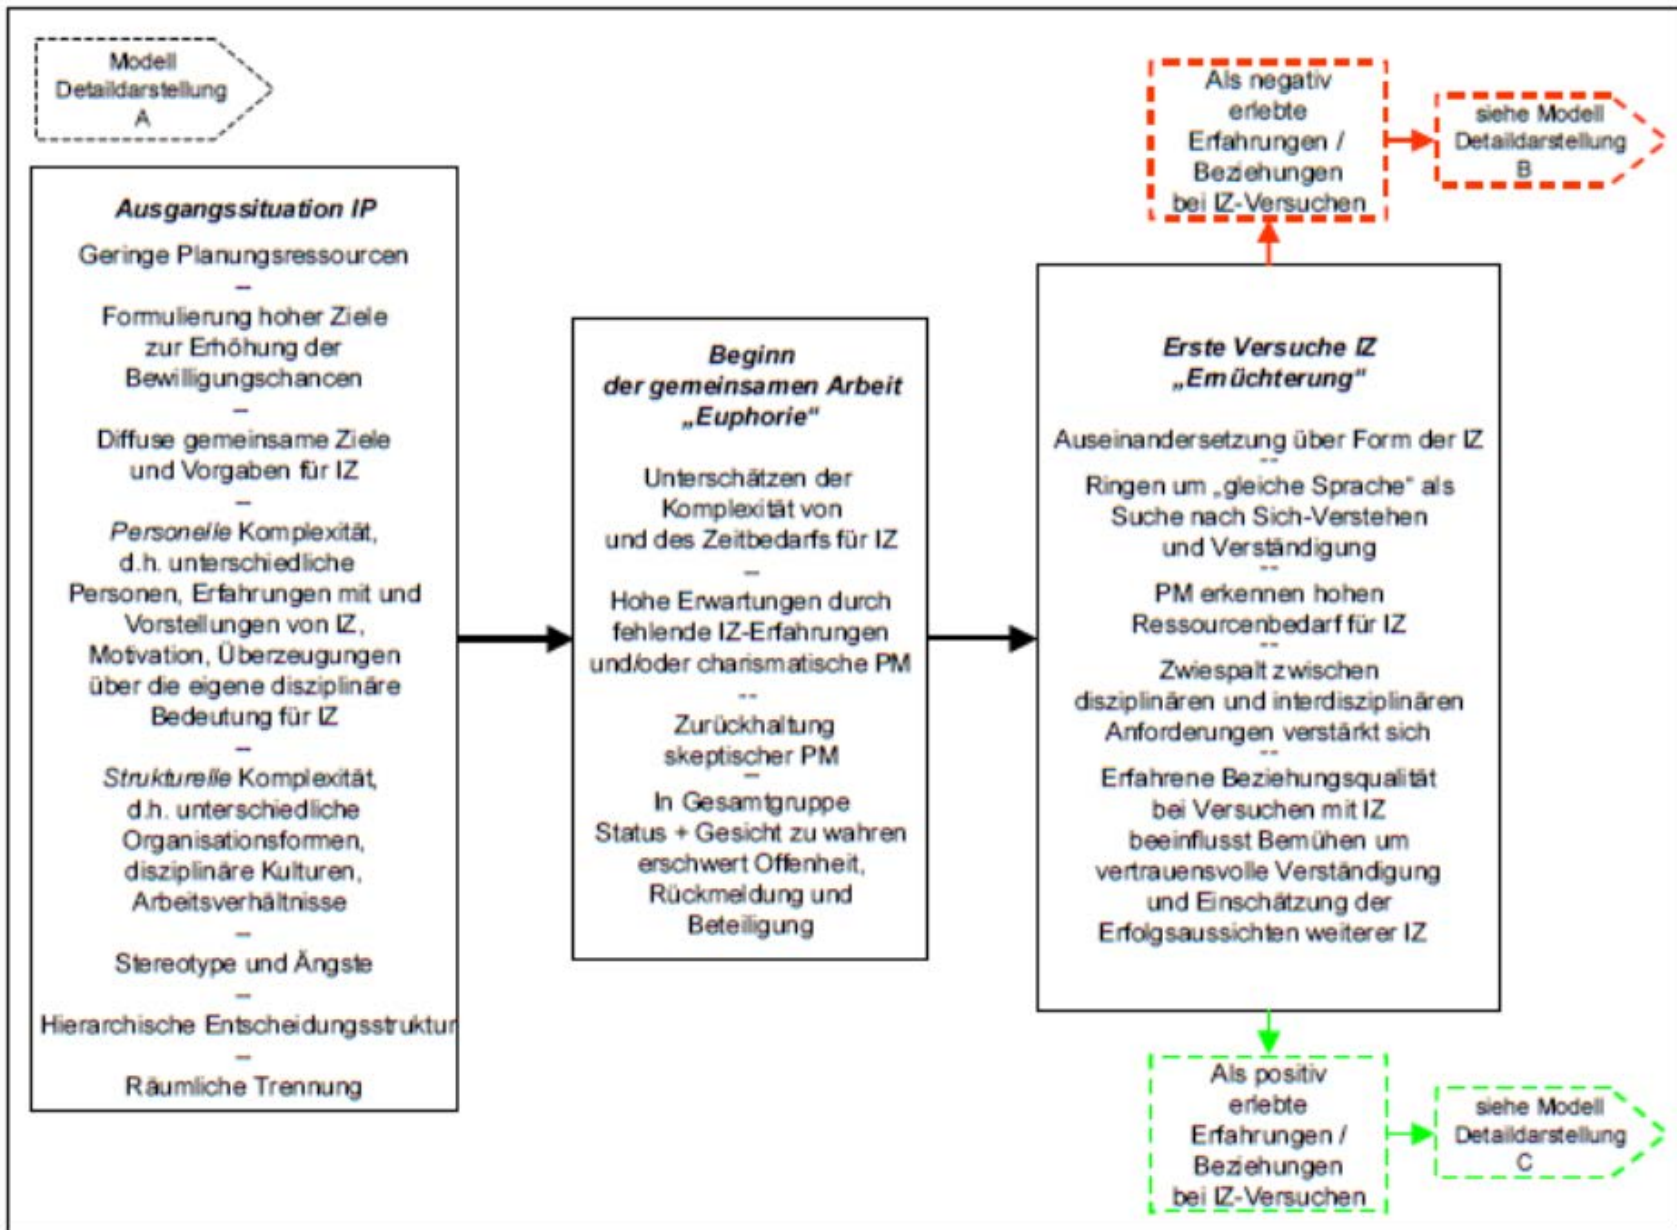 Modell
Detaildarstellung
A
Ausgangssituation IP
Geringe Planungsressourcen
--
Formulierung hoher Ziele
zur Erhöhung der
Bewilligungschancen
--
Diffuse gemeinsame Ziele
und Vorgaben für IZ
--
Personelle Komplexität,
d.h. unterschiedliche
Personen, Erfahrungen mit und
Vorstellungen von IZ,
Motivation, Überzeugungen
über die eigene disziplinäre
Bedeutung für IZ
--
Strukturelle Komplexität,
d.h. unterschiedliche
Organisationsformen,
disziplinäre Kulturen,
Arbeitsverhältnisse
--
Stereotype und Ängste
--
Hierarchische Entscheidungsstruktur
--
Räumliche Trennung
Beginn
der gemeinsamen Arbeit
„Euphorie“
Unterschätzen der
Komplexität von
und des Zeitbedarfs für IZ
--
Hohe Erwartungen durch
fehlende IZ-Erfahrungen
und/oder charismatische PM
--
Zurückhaltung
skeptischer PM
--
In Gesamtgruppe
Status + Gesicht zu wahren
erschwert Offenheit,
Rückmeldung und
Beteiligung
Erste Versuche IZ
„Ernüchterung“
Auseinandersetzung über Form der IZ
--
Ringen um „gleiche Sprache“ als
Suche nach Sich-Verstehen
und Verständigung
--
PM erkennen hohen
Ressourcenbedarf für IZ
--
Zwiespalt zwischen
disziplinären und interdisziplinären
Anforderungen verstärkt sich
--
Erfahrene Beziehungsqualität
bei Versuchen mit IZ
beeinflusst Bemühen um
vertrauensvolle Verständigung
und Einschätzung der
Erfolgsaussichten weiterer IZ
Als negativ
erlebte
Erfahrungen /
Beziehungen
bei IZ-Versuchen
siehe Modell
Detaildarstellung
B
Als positiv
erlebte
Erfahrungen /
Beziehungen
bei IZ-Versuchen
siehe Modell
Detaildarstellung
C